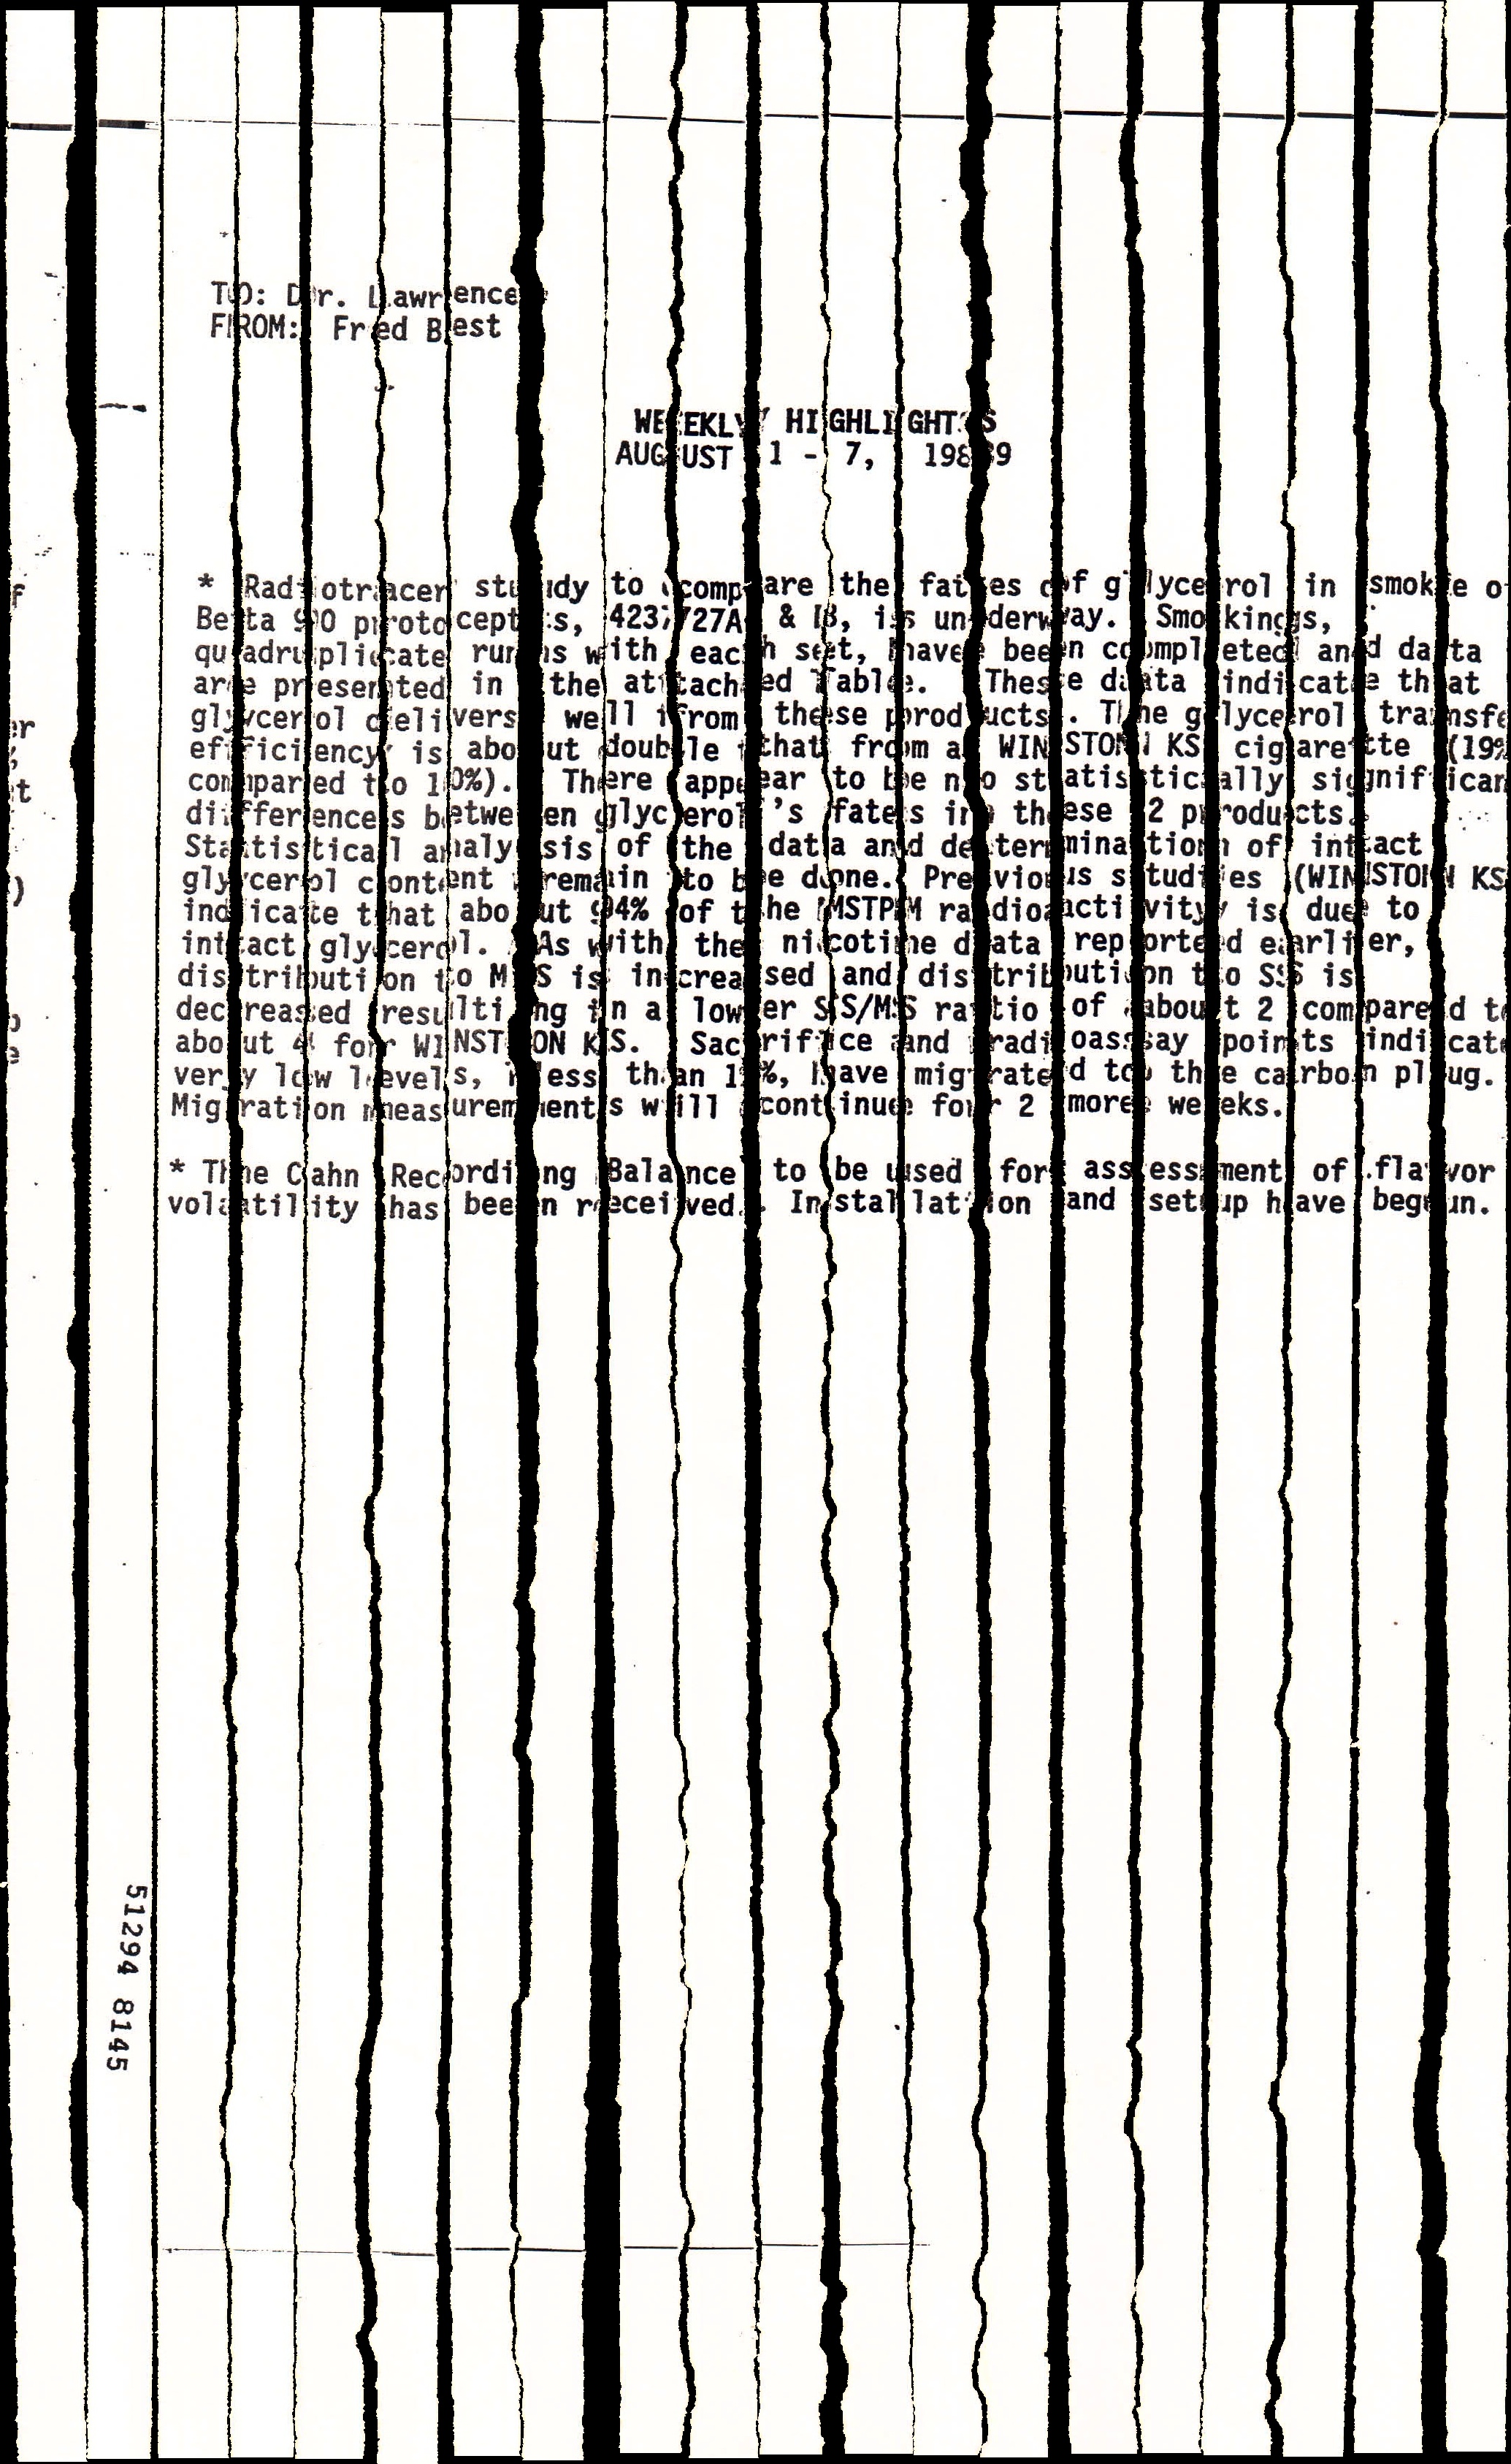 TO: Dr. Lawrence
FROM: Fred Best
WEEKLY HIGHLIGHTS
AUGUST 1 - 7, 1989
* Radiotracer study to compare the fates of glycerol in smoke of
Beta 90 protocepts, 423727A & B, is underway. Smokings,
quadruplicate runs with each set, have been completed and data
are presented in the attached Table. These data indicate that
glycerol delivers well from these products. The glycerol transfer
efficiency is about double that from a WINSTON KS cigarette (19%
compared to 10%). There appear to be no statistically significant
differences between glycerol's fates in these 2 products.
Statistical analysis of the data and determination of intact
glycerol content remain to be done. Previous studies (WINSTON KS)
indicate that about 94% of the MSTPM radioactivity is due to
intact glycerol. As with the nicotine data reported earlier,
distribution to MS is increased and distribution to SS is
decreased resulting in a lower SS/MS ratio of about 2 compared to
about 4 for WINSTON KS. Sacrifice and radioassay points indicate
very low levels, less than 1%, have migrated to the carbon plug.
Migration measurements will continue for 2 more weeks.
* The Cahn Recording Balance to be used for assessment of flavor
volatility has been received. Installation and setup have begun.
51294 8145